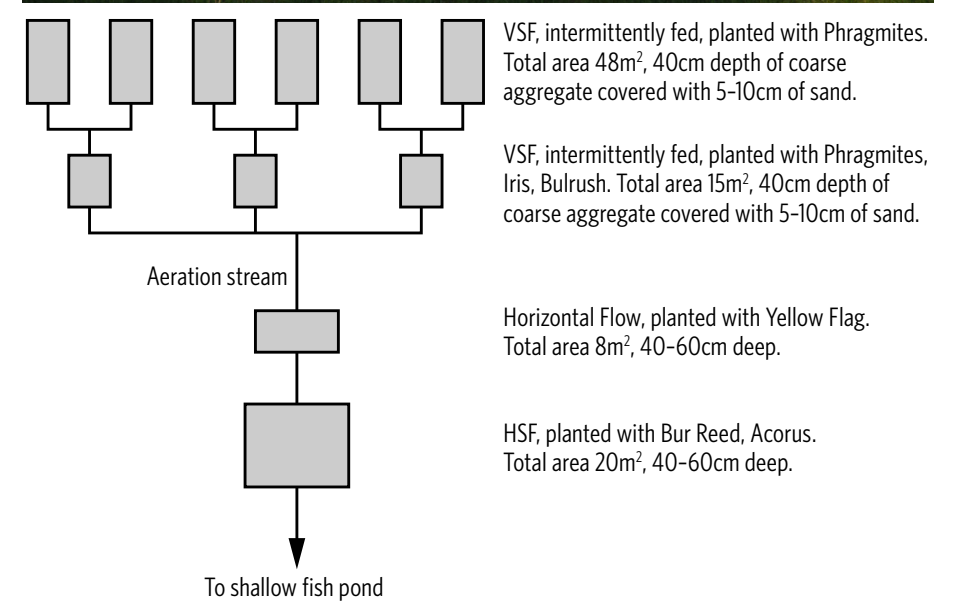 VSF, intermittently fed, planted with Phragmites.
Total area 48m², 40cm depth of coarse
aggregate covered with 5–10cm of sand.
VSF, intermittently fed, planted with Phragmites,
Iris, Bulrush. Total area 15m², 40cm depth of
coarse aggregate covered with 5–10cm of sand.
Aeration stream
Horizontal Flow, planted with Yellow Flag.
Total area 8m², 40–60cm deep.
HSF, planted with Bur Reed, Acorus.
Total area 20m², 40–60cm deep.
To shallow fish pond